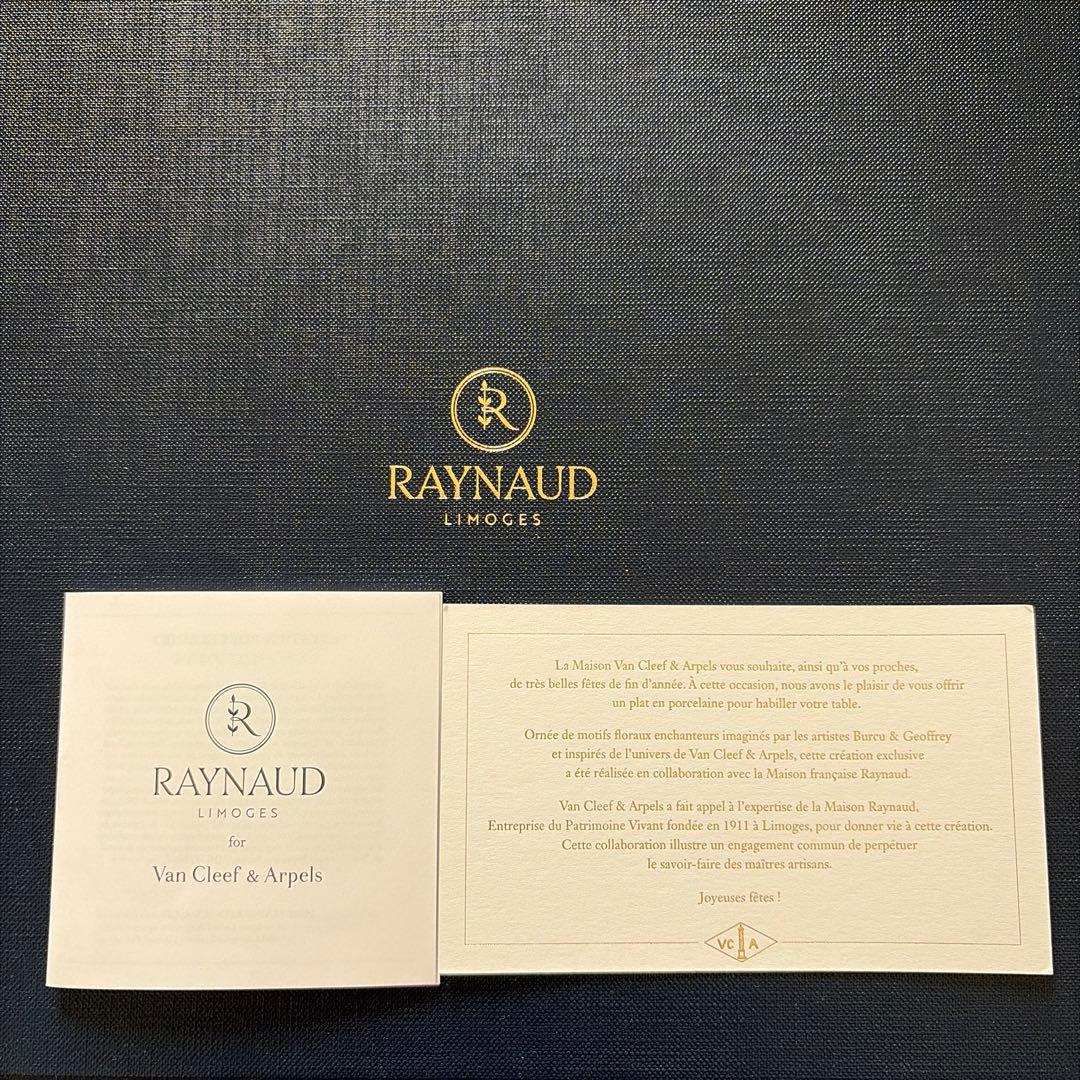 R
RAYNAUD
LIMOGES
R
RAYNAUD
LIMOGES
for
Van Cleef & Arpels
La Maison Van Cleef & Arpels vous souhaite, ainsi qu'à vos proches,
de très belles fêtes de fin d'année. À cette occasion, nous avons le plaisir de vous offrir
un plat en porcelaine pour habiller votre table.
Ornée de motifs floraux enchanteurs imaginés par les artistes Burcu & Geoffrey
et inspirés de l'univers de Van Cleef & Arpels, cette création exclusive
a été réalisée en collaboration avec la Maison française Raynaud.
Van Cleef & Arpels a fait appel à l'expertise de la Maison Raynaud,
Entreprise du Patrimoine Vivant fondée en 1911 à Limoges, pour donner vie à cette création.
Cette collaboration illustre un engagement commun de perpétuer
le savoir-faire des maîtres artisans.
Joyeuses fêtes !
VC A